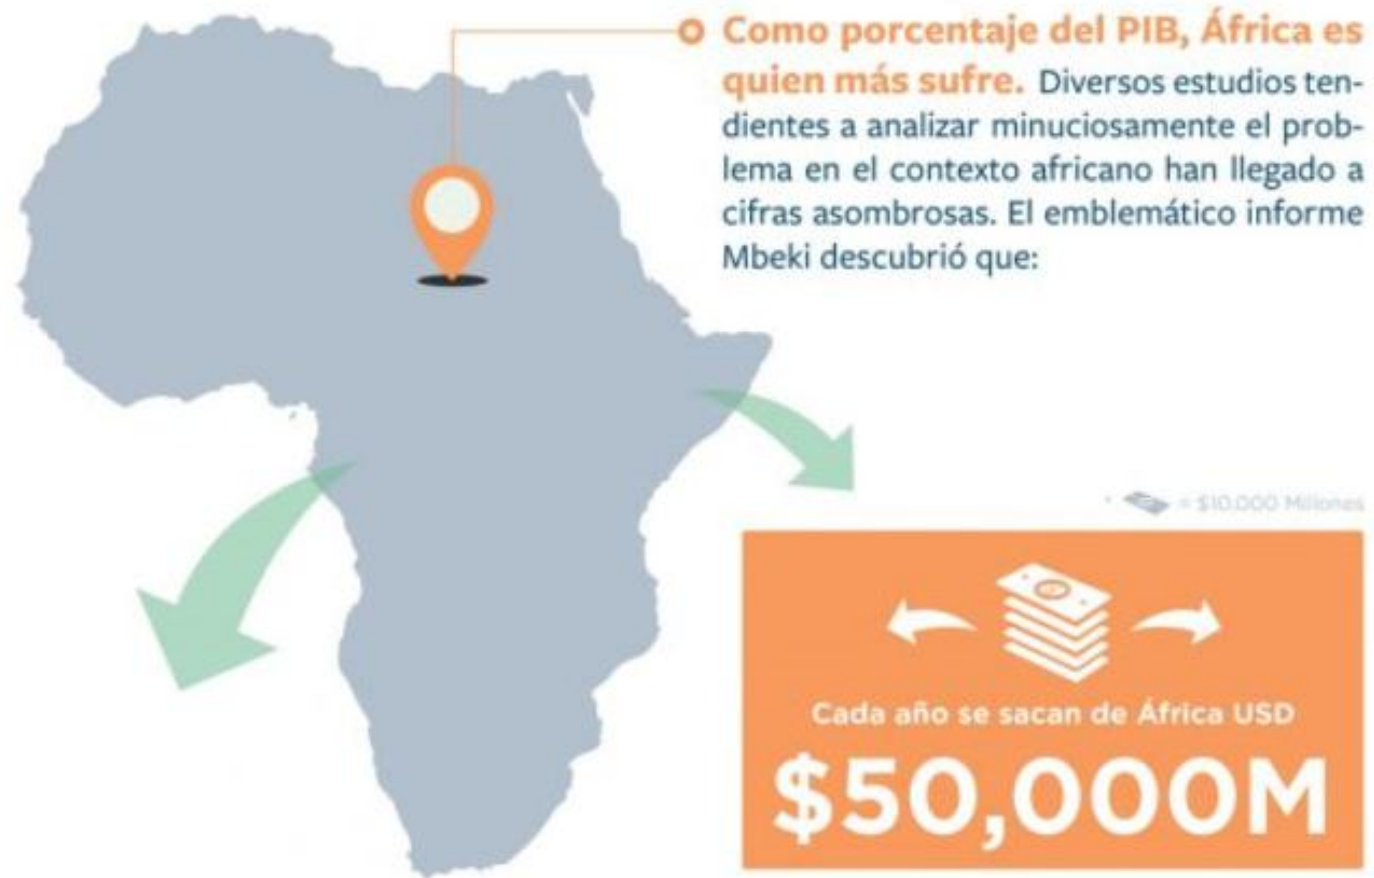 Como porcentaje del PIB, África es
quien más sufre. Diversos estudios ten-
dientes a analizar minuciosamente el prob-
lema en el contexto africano han llegado a
cifras asombrosas. El emblemático informe
Mbeki descubrió que:
* = $10,000 Millones
Cada año se sacan de África USD
$50,000M